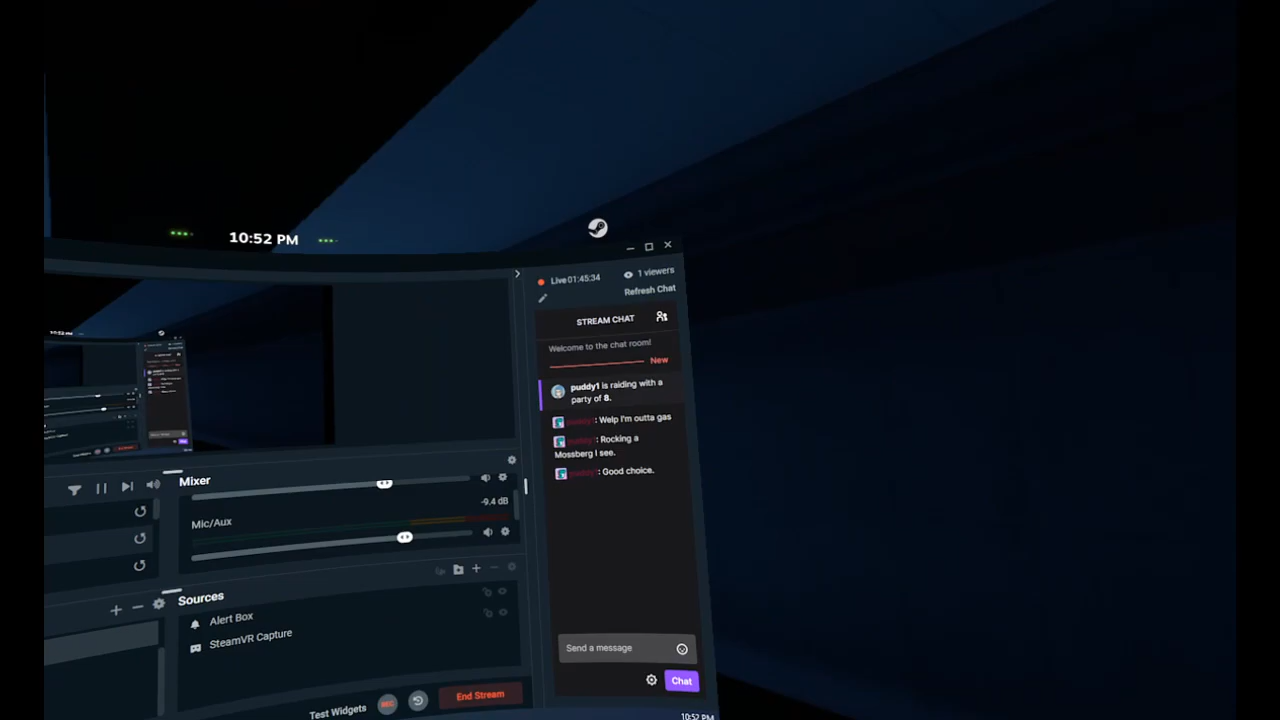 10:52 PM
Live 01:45:34
1 viewers
Refresh Chat
STREAM CHAT
Welcome to the chat room!
New
puddy1 is raiding with a
party of 8.
: Welp I'm outta gas
: Rocking a
Mossberg I see.
: Good choice.
Mixer
-9.4 dB
Mic/Aux
Sources
Alert Box
SteamVR Capture
Send a message
Chat
Test Widgets
REC
End Stream
10:52 PM